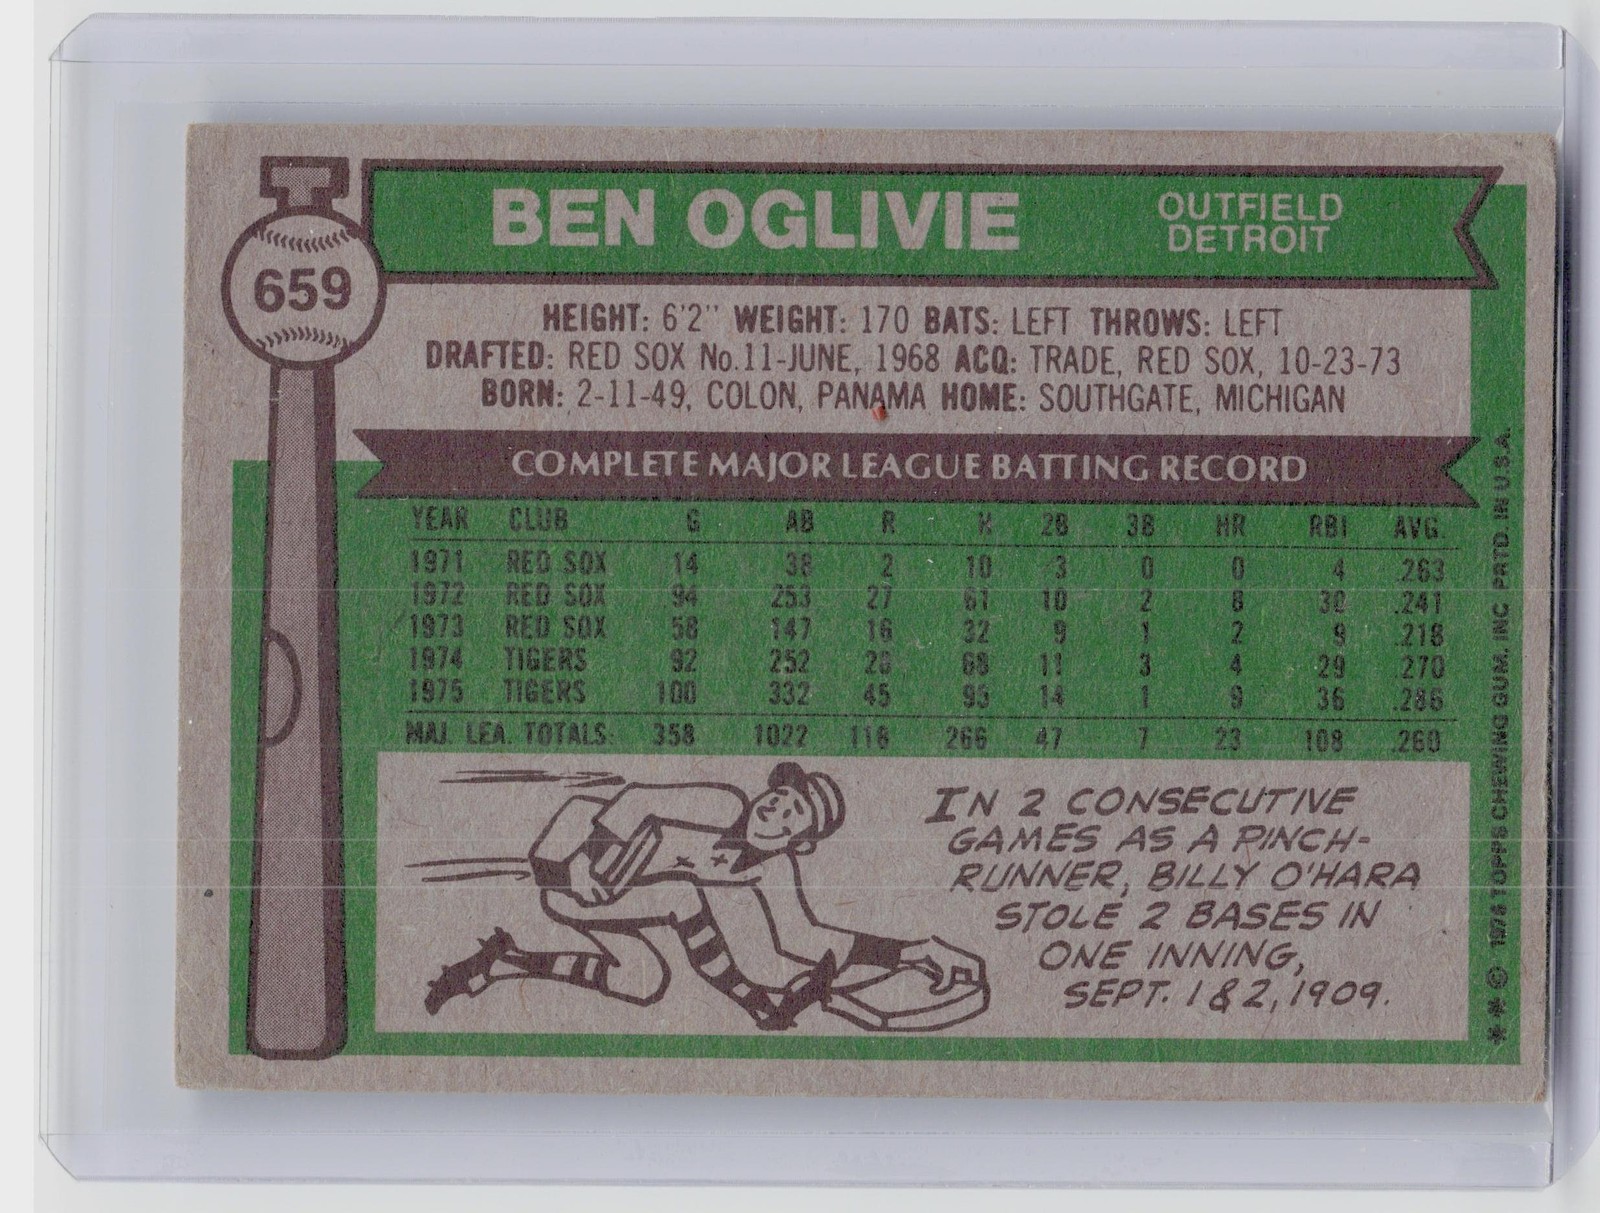 T
659
BEN OGLIVIE
OUTFIELD
DETROIT
HEIGHT: 6'2" WEIGHT: 170 BATS: LEFT THROWS: LEFT
DRAFTED: RED SOX No.11-JUNE, 1968 ACQ: TRADE, RED SOX, 10-23-73
BORN: 2-11-49, COLON, PANAMA HOME: SOUTHGATE, MICHIGAN
COMPLETE MAJOR LEAGUE BATTING RECORD
YEAR CLUB G AB R H 2B 3B HR RBI AVG.
1971 RED SOX 14 38 2 10 3 0 0 4 .263
1972 RED SOX 94 253 27 61 10 2 8 30 .241
1973 RED SOX 58 147 16 32 9 1 2 9 .218
1974 TIGERS 92 252 28 68 11 3 4 29 .270
1975 TIGERS 100 332 45 95 14 1 9 36 .286
MAJ. LEA. TOTALS 358 1022 118 266 47 7 23 108 .260
IN 2 CONSECUTIVE
GAMES AS A PINCH-
RUNNER, BILLY O'HARA
STOLE 2 BASES IN
ONE INNING,
SEPT. 1 & 2, 1909.
** © 1976 TOPPS CHEWING GUM, INC PRTD. IN U.S.A.